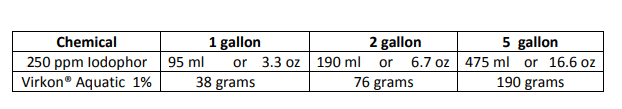 Chemical 1 gallon 2 gallon 5 gallon
250 ppm Iodophor 95 ml or 3.3 oz 190 ml or 6.7 oz 475 ml or 16.6 oz
Virkon® Aquatic 1% 38 grams 76 grams 190 grams